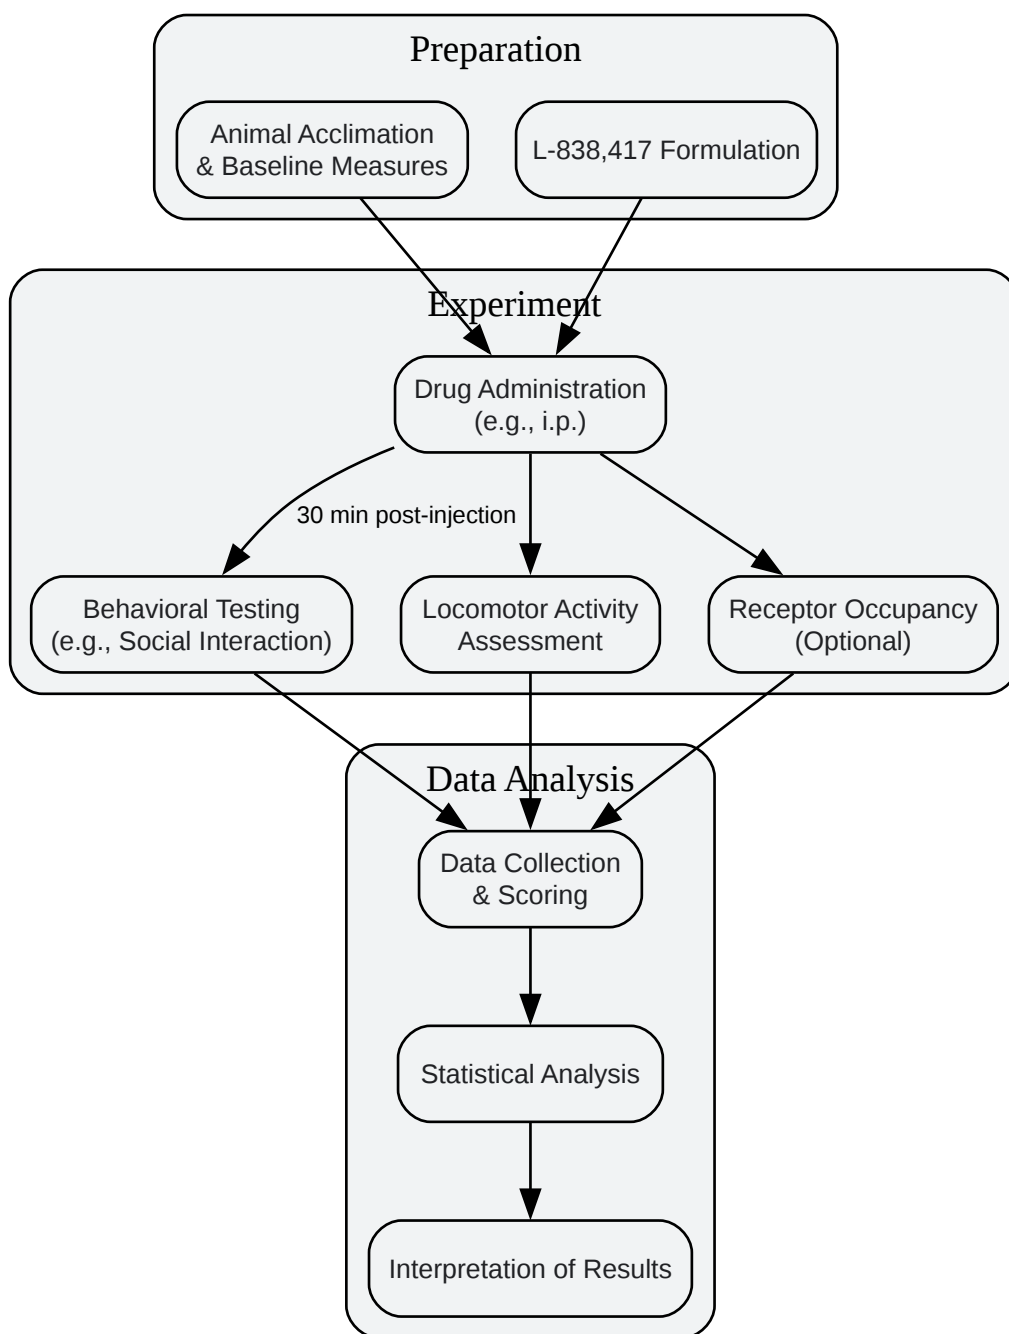 Preparation
Animal Acclimation
& Baseline Measures
L-838,417 Formulation
Experiment
Drug Administration
(e.g., i.p.)
30 min post-injection
Behavioral Testing
(e.g., Social Interaction)
Locomotor Activity
Assessment
Receptor Occupancy
(Optional)
Data Analysis
Data Collection
& Scoring
Statistical Analysis
Interpretation of Results